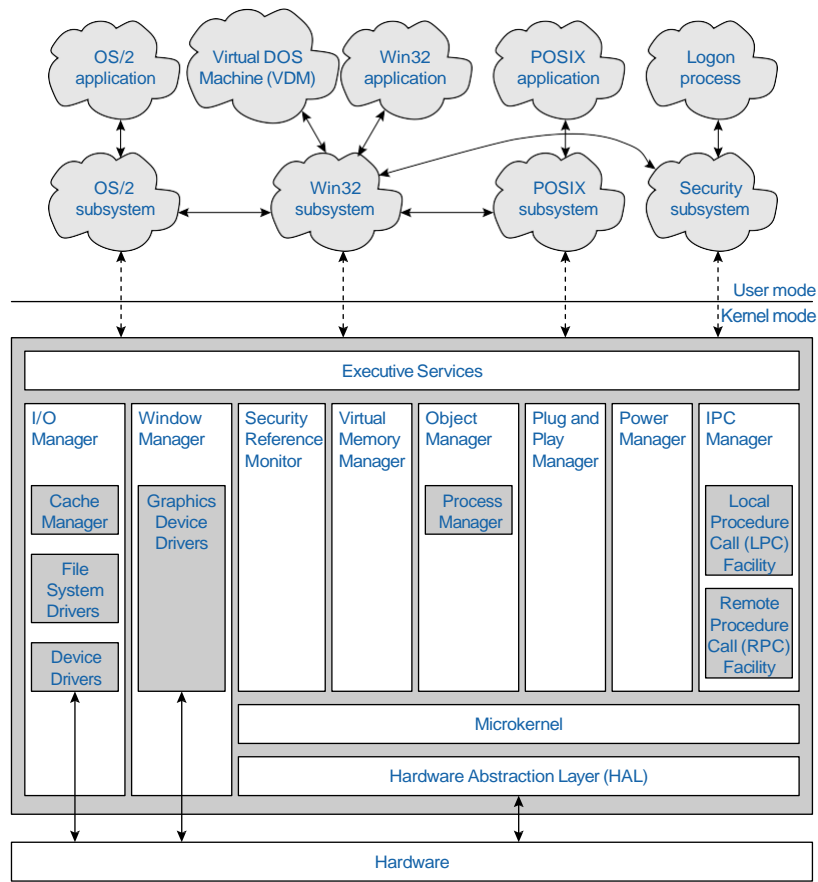 OS/2
application
Virtual DOS
Machine (VDM)
Win32
application
POSIX
application
Logon
process
OS/2
subsystem
Win32
subsystem
POSIX
subsystem
Security
subsystem
User mode
Kernel mode
Executive Services
I/O
Manager
Window
Manager
Security
Reference
Monitor
Virtual
Memory
Manager
Object
Manager
Plug and
Play
Manager
Power
Manager
IPC
Manager
Cache
Manager
File
System
Drivers
Device
Drivers
Graphics
Device
Drivers
Process
Manager
Local
Procedure
Call (LPC)
Facility
Remote
Procedure
Call (RPC)
Facility
Microkernel
Hardware Abstraction Layer (HAL)
Hardware